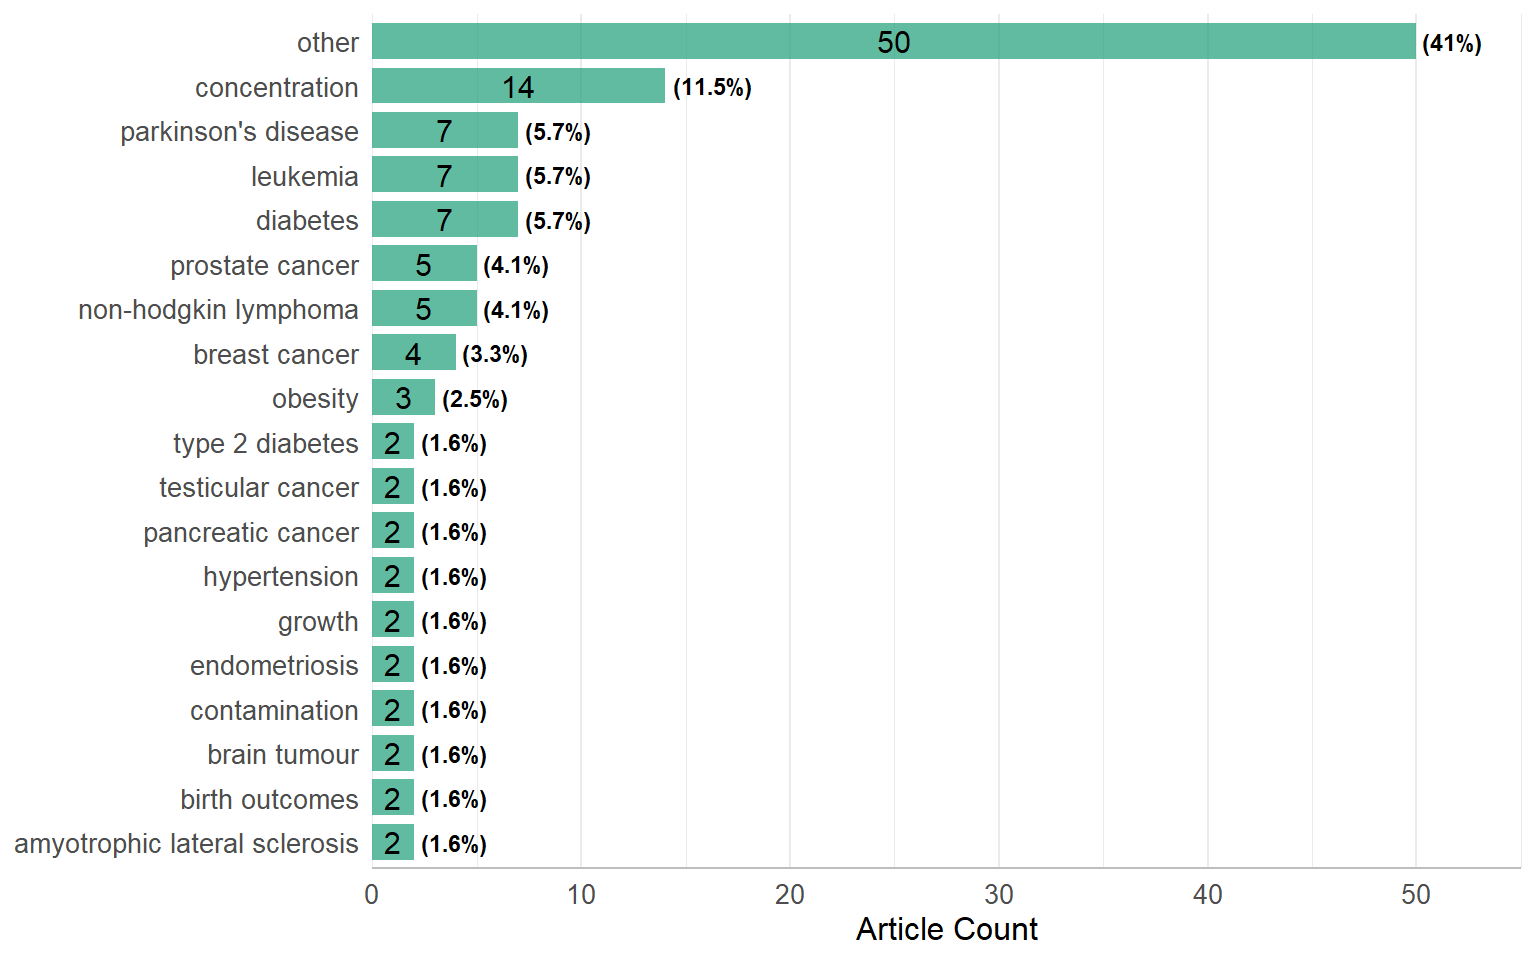 other 50 (41%)
concentration 14 (11.5%)
parkinson's disease 7 (5.7%)
leukemia 7 (5.7%)
diabetes 7 (5.7%)
prostate cancer 5 (4.1%)
non-hodgkin lymphoma 5 (4.1%)
breast cancer 4 (3.3%)
obesity 3 (2.5%)
type 2 diabetes 2 (1.6%)
testicular cancer 2 (1.6%)
pancreatic cancer 2 (1.6%)
hypertension 2 (1.6%)
growth 2 (1.6%)
endometriosis 2 (1.6%)
contamination 2 (1.6%)
brain tumour 2 (1.6%)
birth outcomes 2 (1.6%)
amyotrophic lateral sclerosis 2 (1.6%)
0 10 20 30 40 50
Article Count